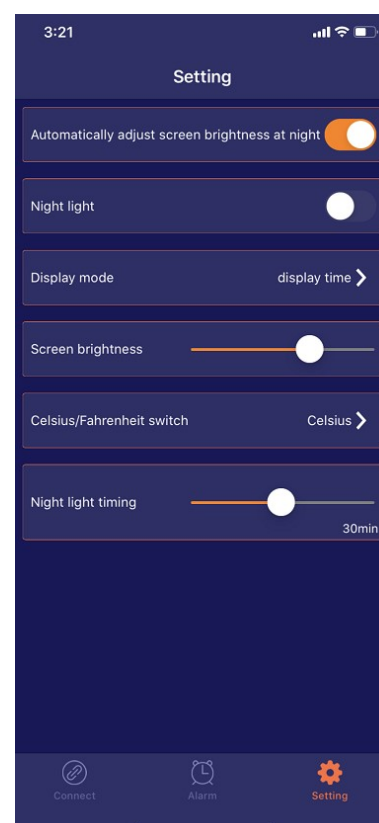 3:21
Setting
Automatically adjust screen brightness at night
Night light
Display mode display time
Screen brightness
Celsius/Fahrenheit switch Celsius
Night light timing
30min
Connect Alarm Setting